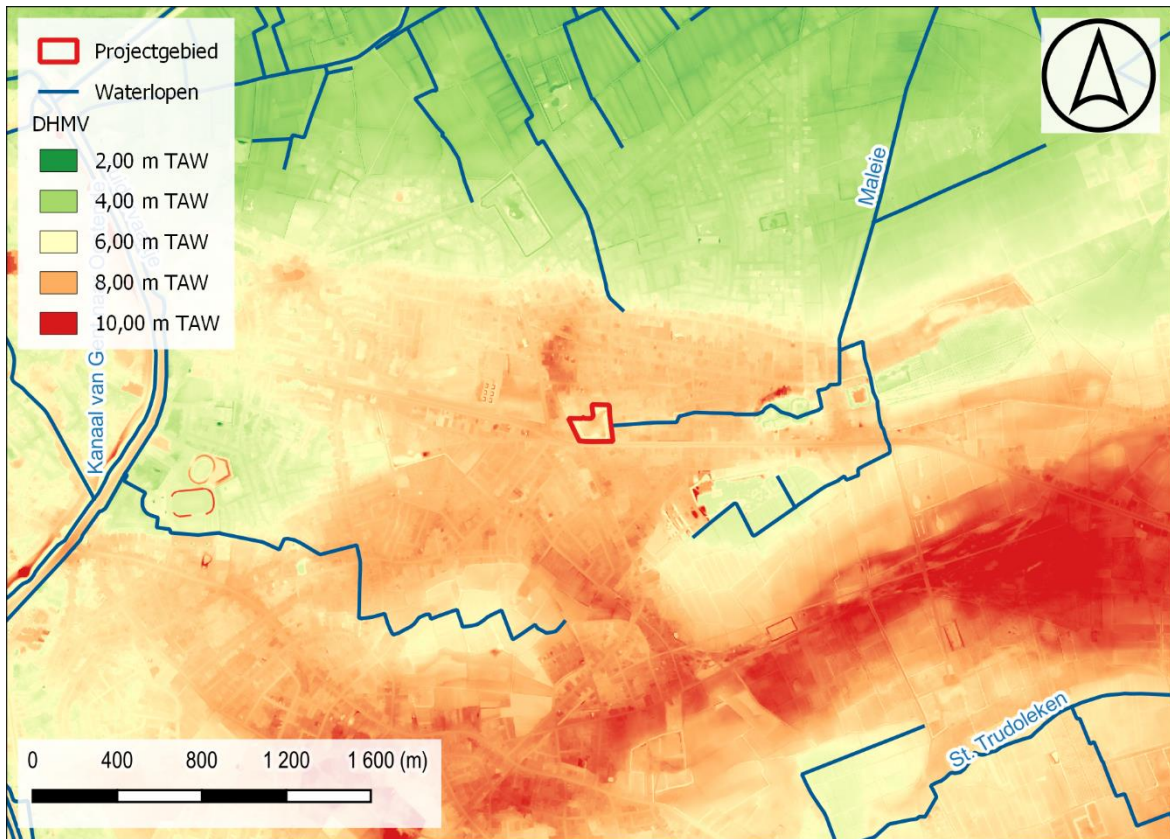 Projectgebied
Waterlopen
DHMV
2,00 m TAW
4,00 m TAW
6,00 m TAW
8,00 m TAW
10,00 m TAW
Maleie
Kanaal van
St. Trudoleken
0 400 800 1 200 1 600 (m)